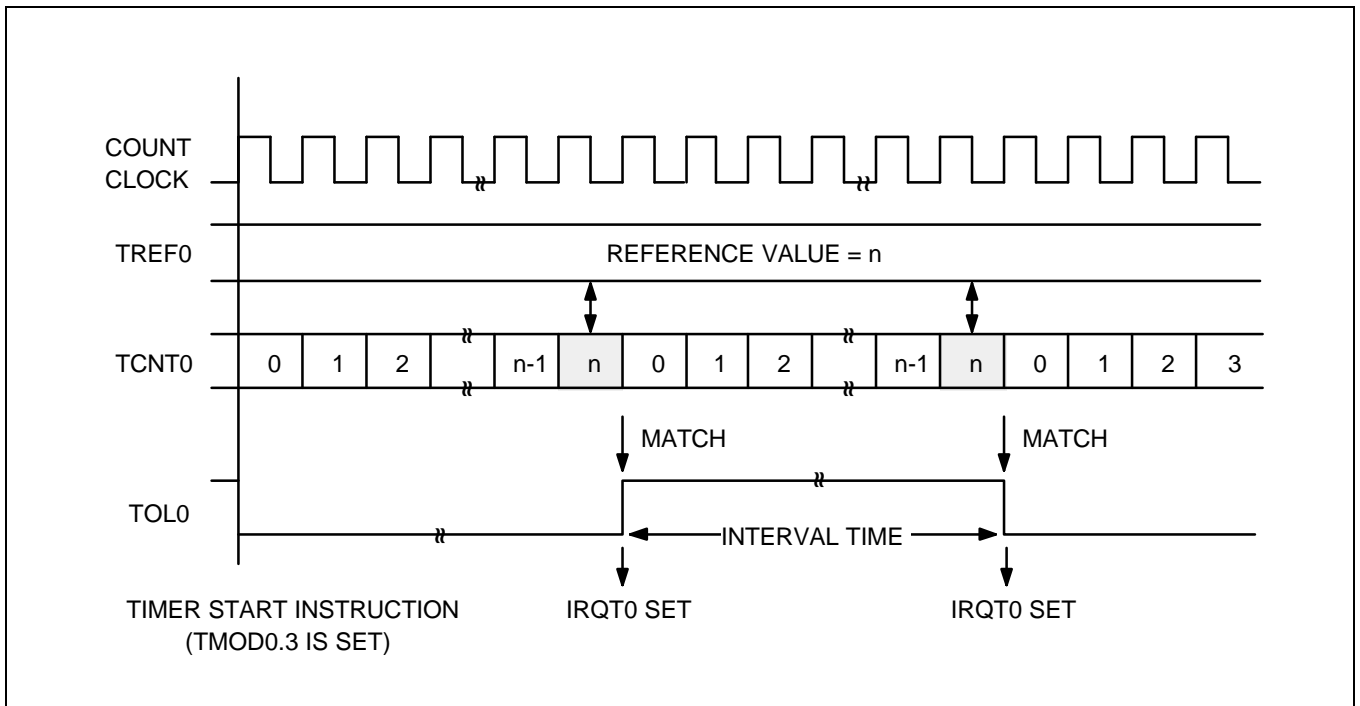 COUNT
CLOCK
TREF0
REFERENCE VALUE = n
TCNT0
0 1 2 n-1 n 0 1 2 n-1 n 0 1 2 3
MATCH MATCH
TOL0
INTERVAL TIME
TIMER START INSTRUCTION
(TMOD0.3 IS SET)
IRQT0 SET IRQT0 SET